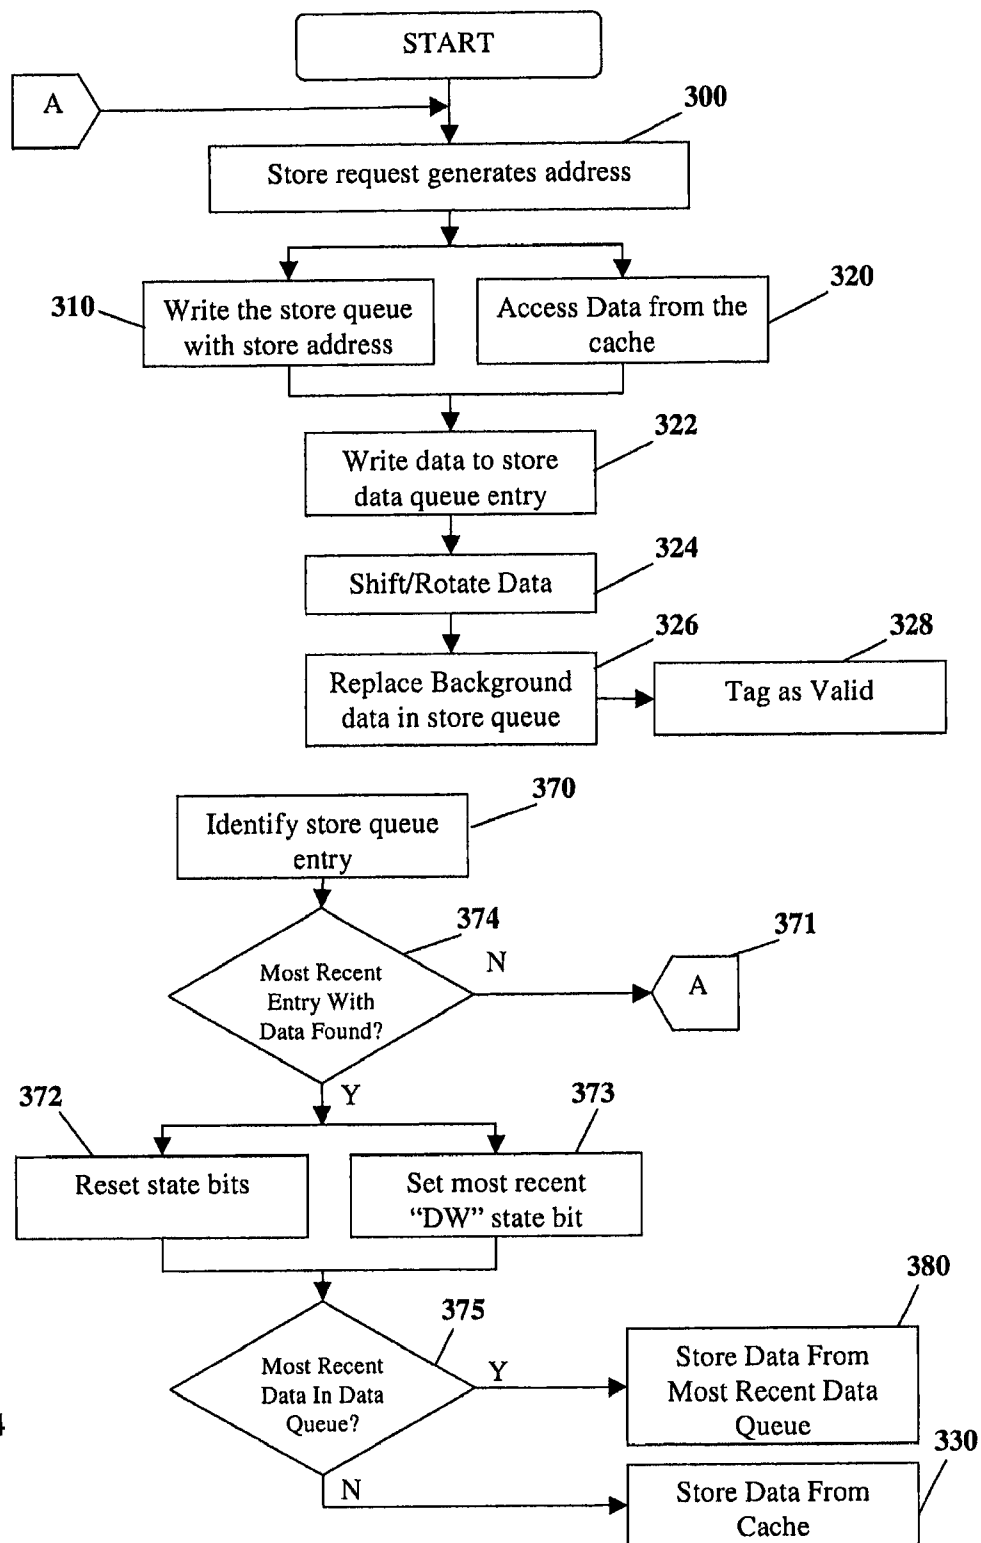 START
A
300
Store request generates address
310
Write the store queue
with store address
320
Access Data from the
cache
322
Write data to store
data queue entry
324
Shift/Rotate Data
326
Replace Background
data in store queue
328
Tag as Valid
370
Identify store queue
entry
374
Most Recent
Entry With
Data Found?
N
371
A
Y
372
Reset state bits
373
Set most recent
“DW” state bit
375
Most Recent
Data In Data
Queue?
Y
380
Store Data From
Most Recent Data
Queue
4
N
330
Store Data From
Cache